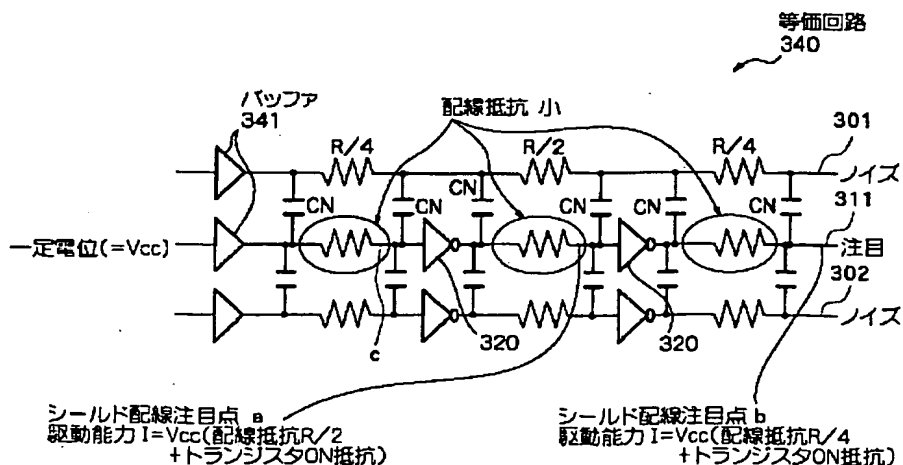 等価回路
340
バッファ
341
配線抵抗 小
R/4
R/2
R/4
301
ノイズ
CN
CN
CN
CN
CN
CN
311
一定電位(=Vcc)
注目
302
ノイズ
c
320
320
シールド配線注目点 a
駆動能力 I=Vcc(配線抵抗R/2
+トランジスタON抵抗)
シールド配線注目点 b
駆動能力 I=Vcc(配線抵抗R/4
+トランジスタON抵抗)